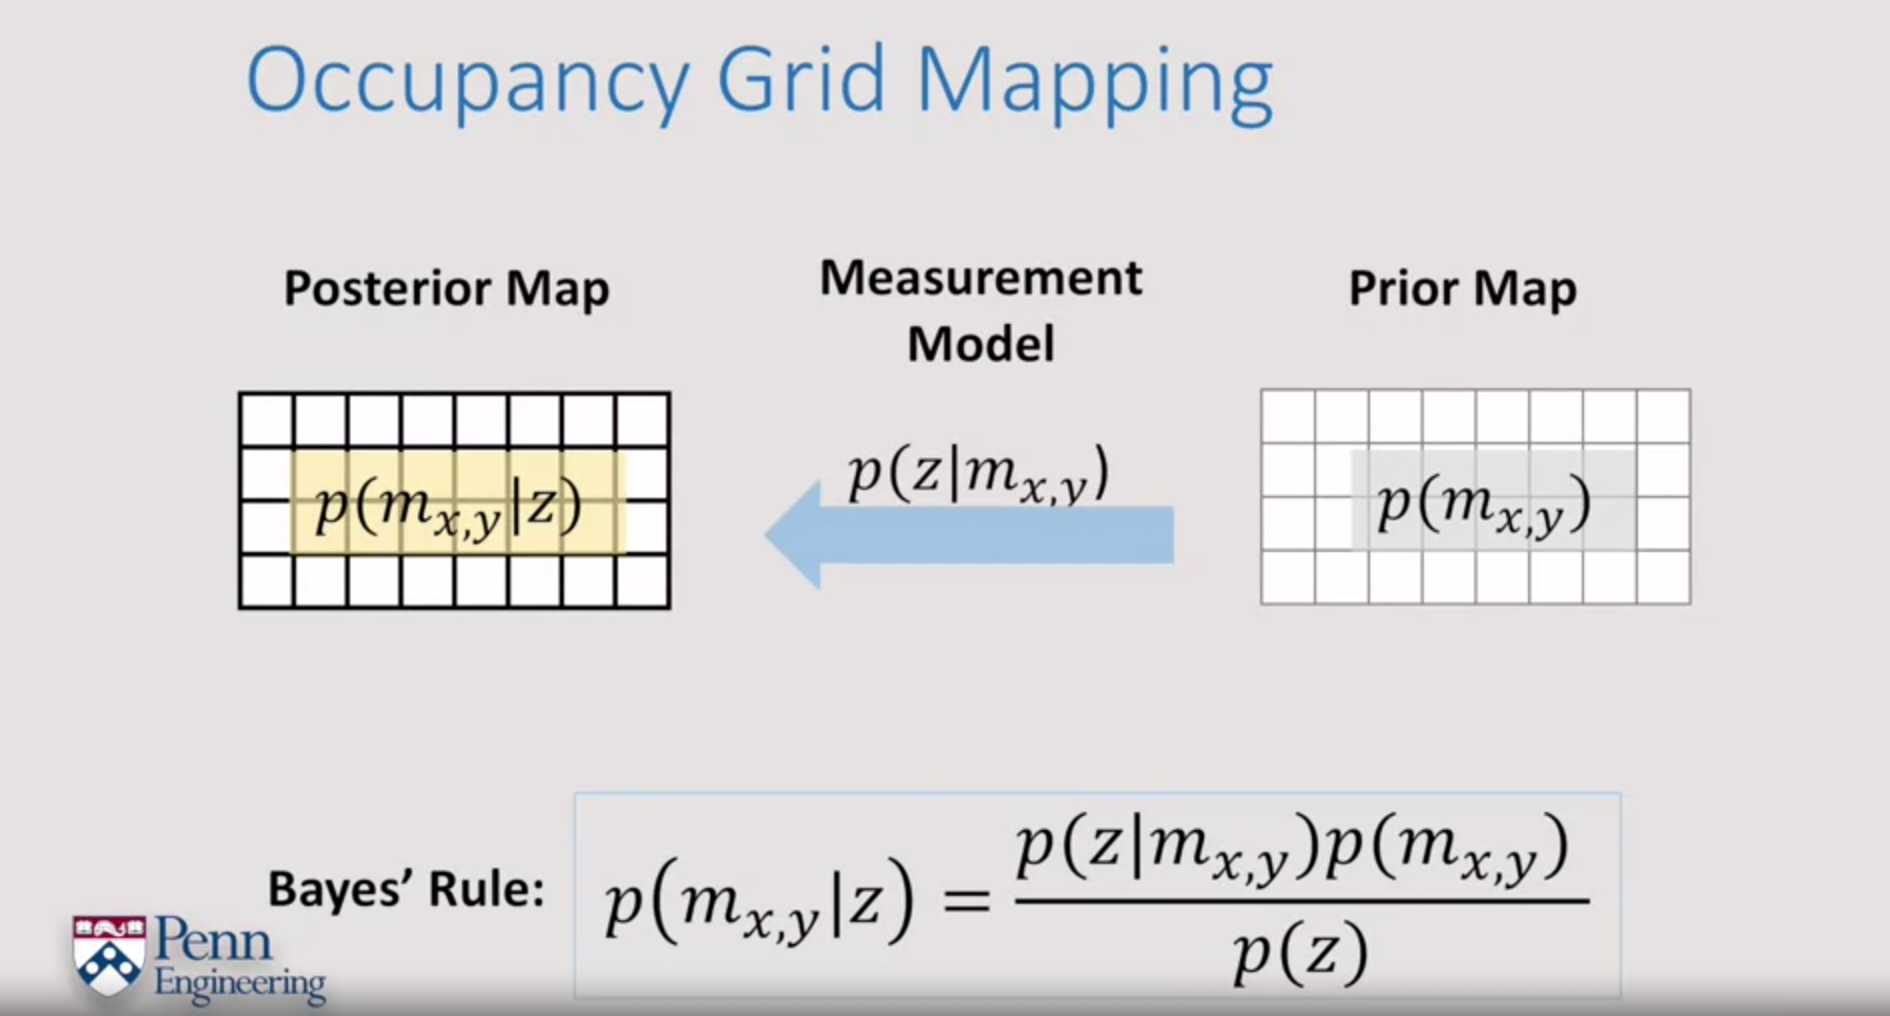 Occupancy Grid Mapping
Posterior Map
Measurement
Model
Prior Map
p(z|m_{x,y})
p(m_{x,y}|z)
p(m_{x,y})
Bayes’ Rule:
p(m_{x,y}|z) = \frac{p(z|m_{x,y})p(m_{x,y})}{p(z)}
Penn
Engineering